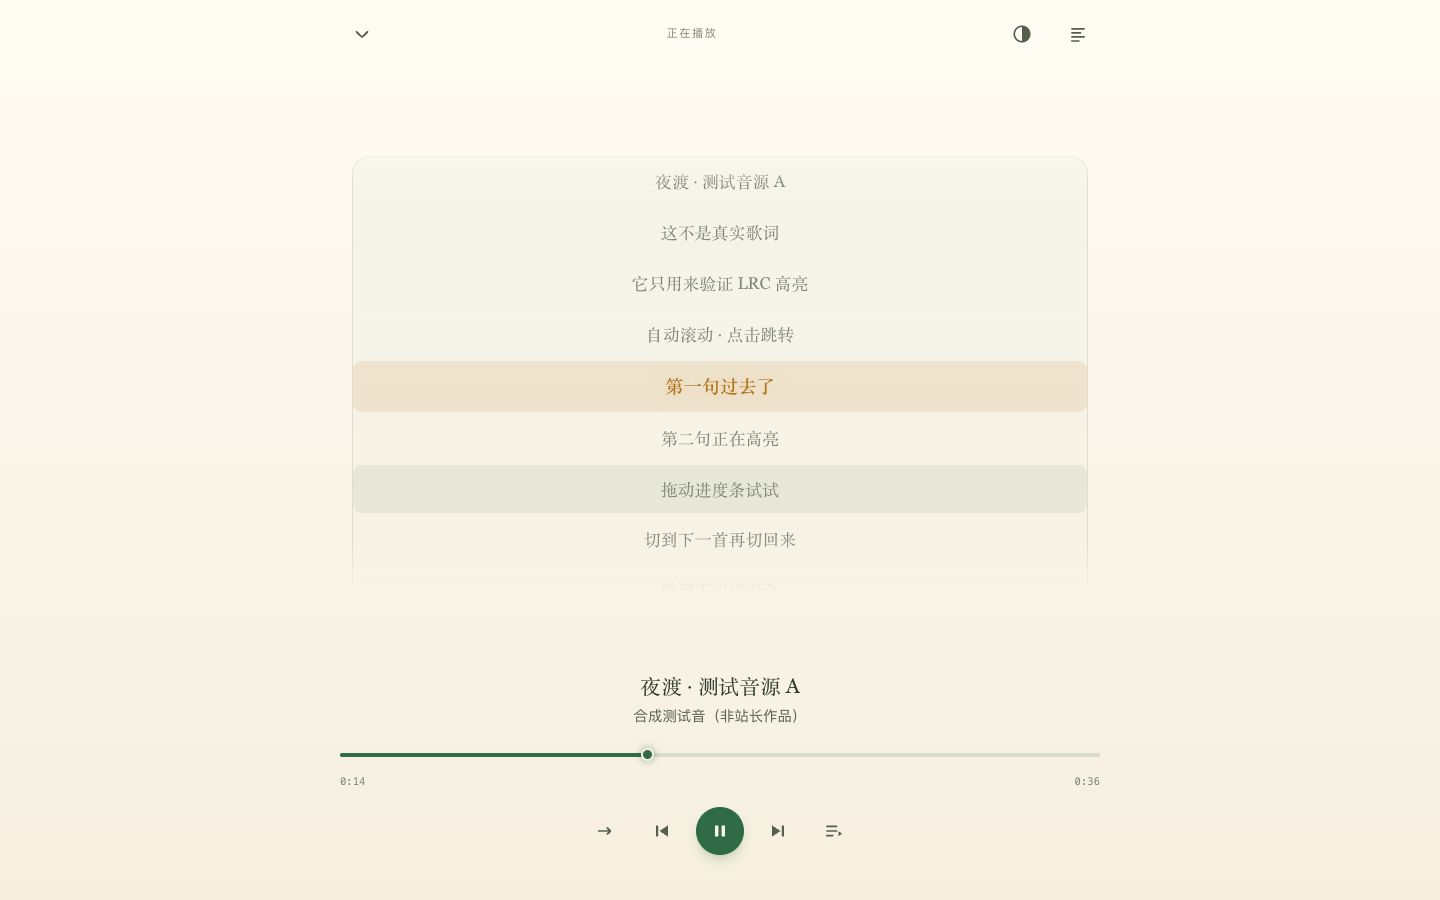 正在播放
夜渡 · 测试音源 A
这不是真实歌词
它只用来验证 LRC 高亮
自动滚动 · 点击跳转
第一句过去了
第二句正在高亮
拖动进度条试试
切到下一首再切回来
夜渡 · 测试音源 A
合成测试音（非站长作品）
0:14
0:36